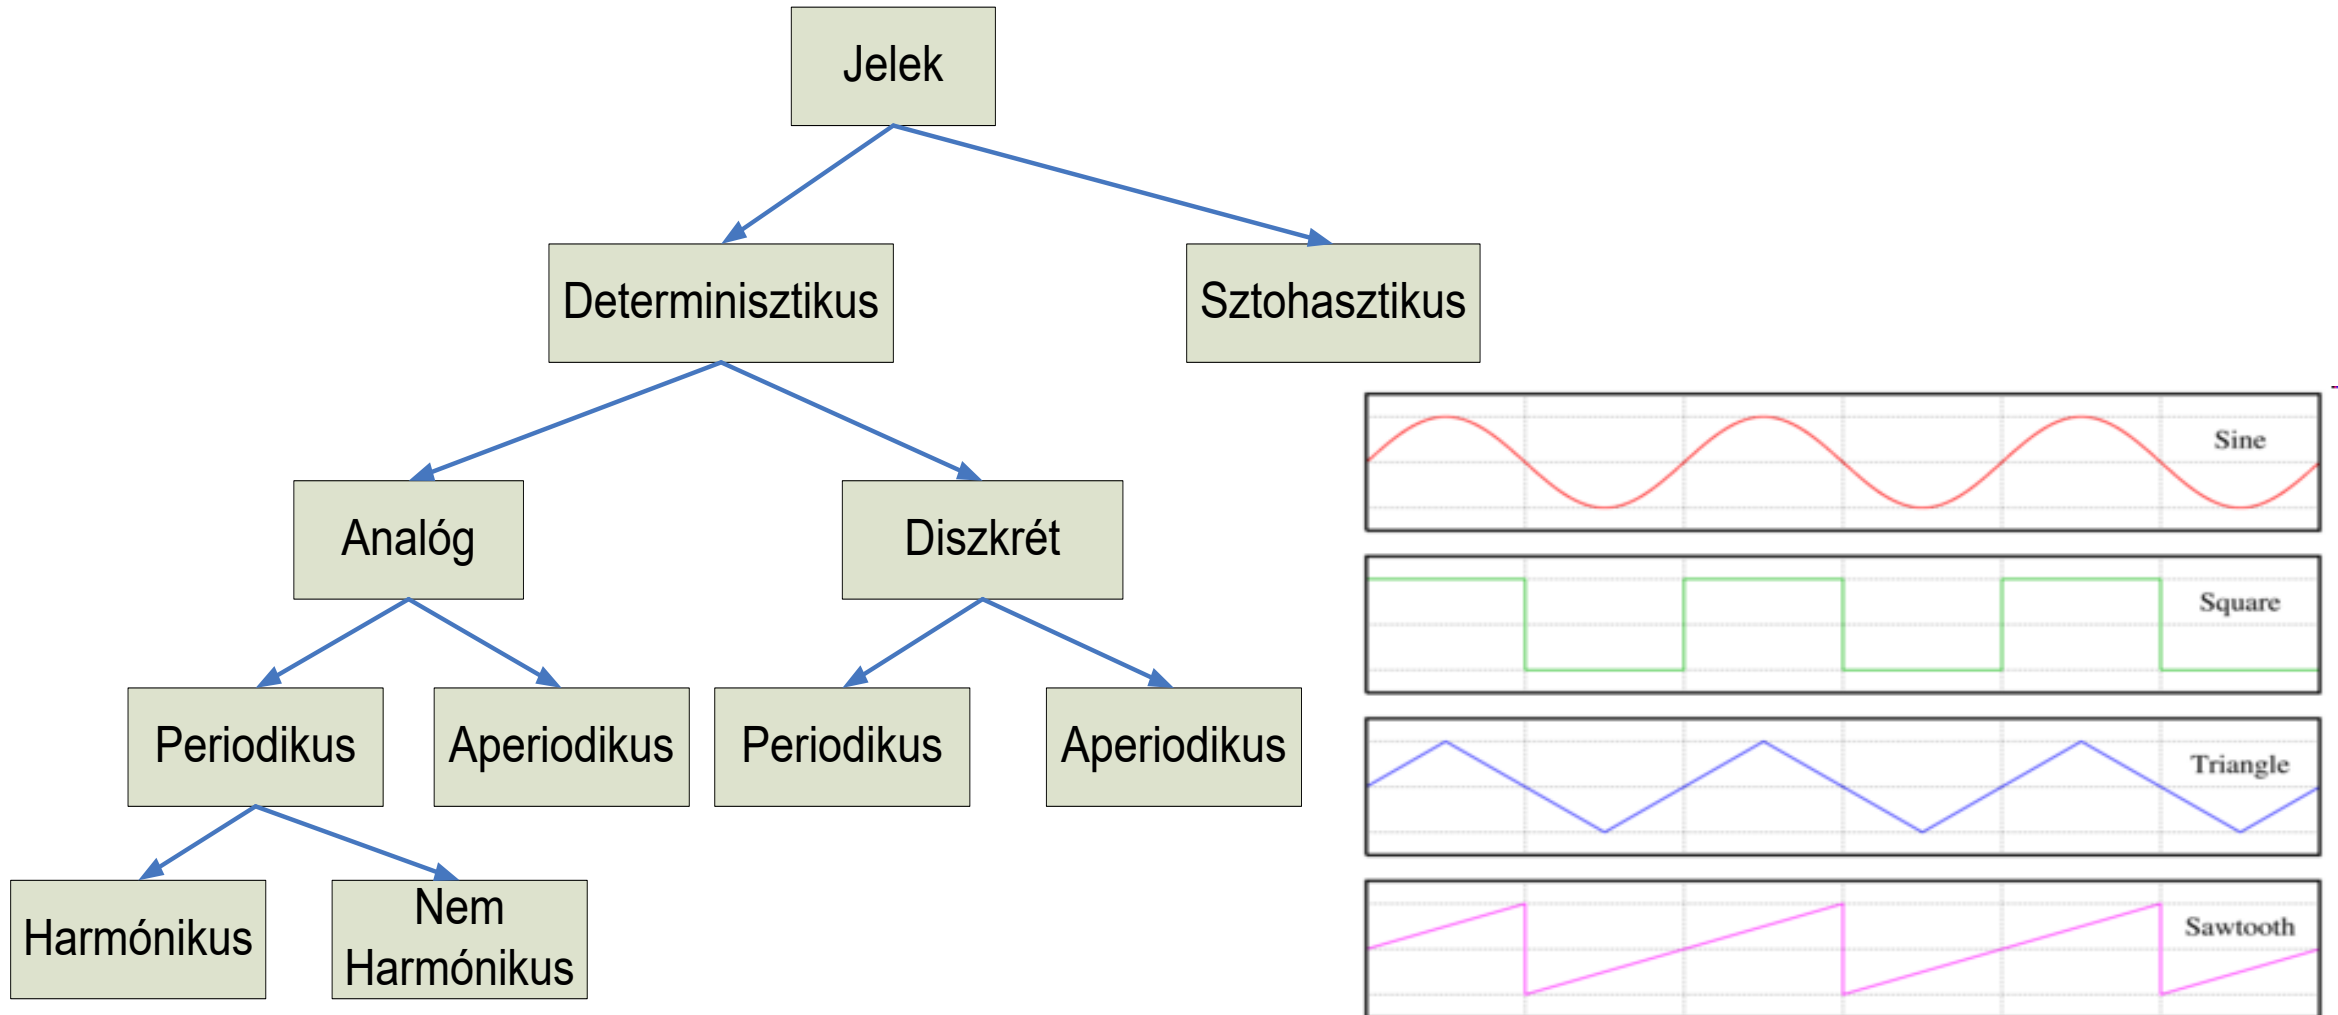 Jelek
Determinisztikus
Sztohasztikus
Analóg
Diszkrét
Periodikus
Aperiodikus
Periodikus
Aperiodikus
Harmónikus
Nem
Harmónikus
Sine
Square
Triangle
Sawtooth